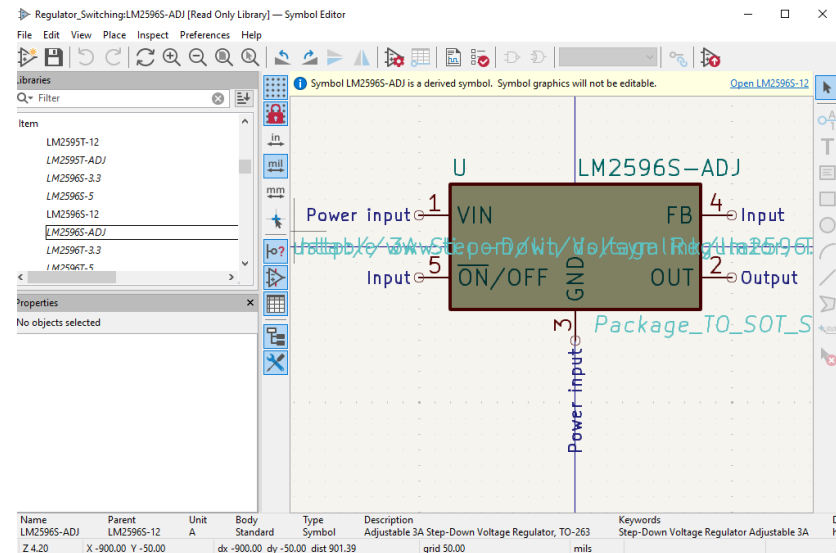 Regulator_Switching:LM2596S-ADJ [Read Only Library] — Symbol Editor
File Edit View Place Inspect Preferences Help
Libraries
Filter
Item
LM2595T-12
LM2595T-ADJ
LM2596S-3.3
LM2596S-5
LM2596S-12
LM2596S-ADJ
LM2596T-3.3
LM2596T-5
Properties
No objects selected
in
mil
mm
Symbol LM2596S-ADJ is a derived symbol. Symbol graphics will not be editable. Open LM2596S-12
U LM2596S-ADJ
Power input 1 VIN FB 4 Input
Input 5 ON/OFF GND OUT 2 Output
3 Package_TO_SOT_S
Power input
Name Parent Unit Body Type Description Keywords
LM2596S-ADJ LM2596S-12 A Standard Symbol Adjustable 3A Step-Down Voltage Regulator, TO-263 Step-Down Voltage Regulator Adjustable 3A
Z 4.20 X -900.00 Y -50.00 dx -900.00 dy -50.00 dist 901.39 grid 50.00 mils